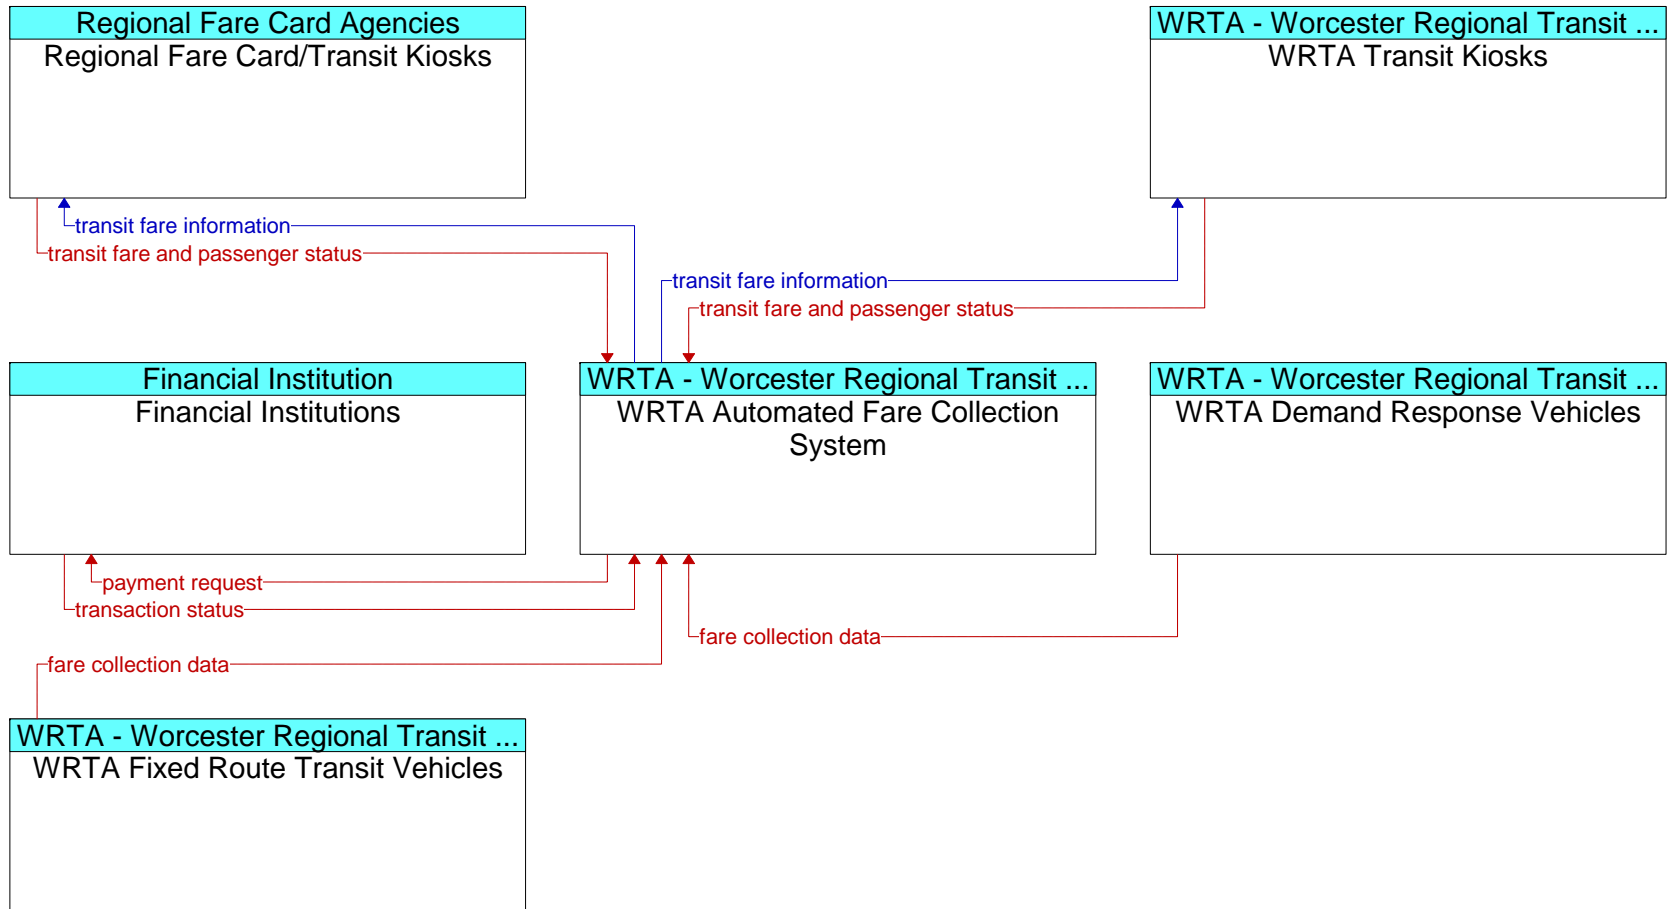 Regional Fare Card Agencies
Regional Fare Card/Transit Kiosks
WRTA - Worcester Regional Transit ...
WRTA Transit Kiosks
transit fare information
transit fare and passenger status
transit fare information
transit fare and passenger status
Financial Institution
Financial Institutions
WRTA - Worcester Regional Transit ...
WRTA Automated Fare Collection
System
WRTA - Worcester Regional Transit ...
WRTA Demand Response Vehicles
payment request
transaction status
fare collection data
fare collection data
WRTA - Worcester Regional Transit ...
WRTA Fixed Route Transit Vehicles